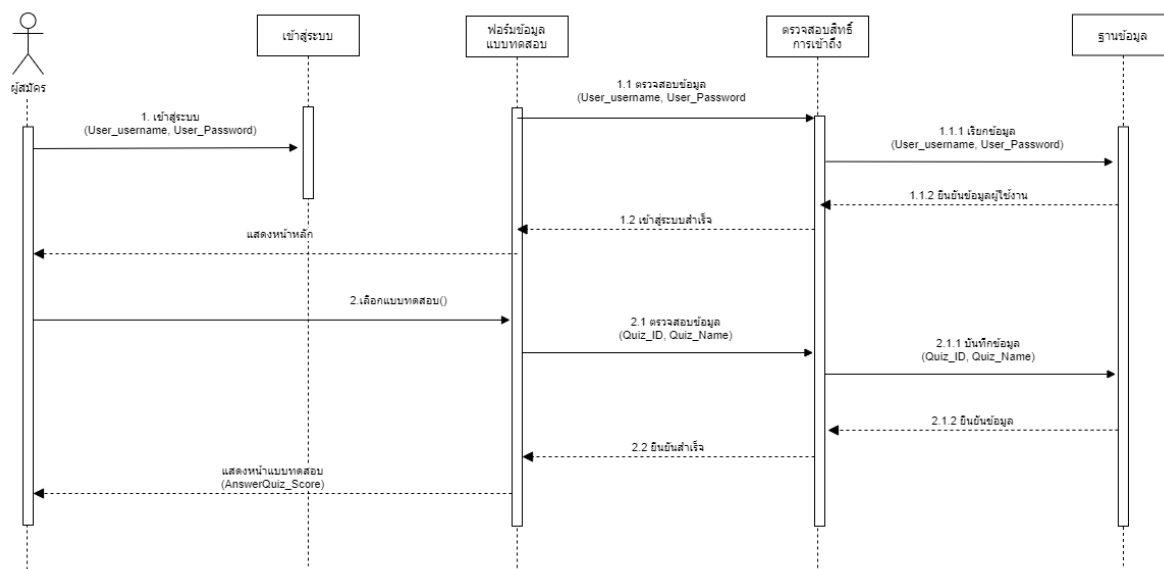 ผู้สมัคร
เข้าสู่ระบบ
ฟอร์มข้อมูล
แบบทดสอบ
ตรวจสอบสิทธิ์
การเข้าถึง
ฐานข้อมูล
1. เข้าสู่ระบบ
(User_username, User_Password)
1.1 ตรวจสอบข้อมูล
(User_username, User_Password
1.1.1 เรียกข้อมูล
(User_username, User_Password)
1.1.2 ยืนยันข้อมูลผู้ใช้งาน
1.2 เข้าสู่ระบบสำเร็จ
แสดงหน้าหลัก
2.เลือกแบบทดสอบ()
2.1 ตรวจสอบข้อมูล
(Quiz_ID, Quiz_Name)
2.1.1 บันทึกข้อมูล
(Quiz_ID, Quiz_Name)
2.1.2 ยืนยันข้อมูล
2.2 ยืนยันสำเร็จ
แสดงหน้าแบบทดสอบ
(AnswerQuiz_Score)